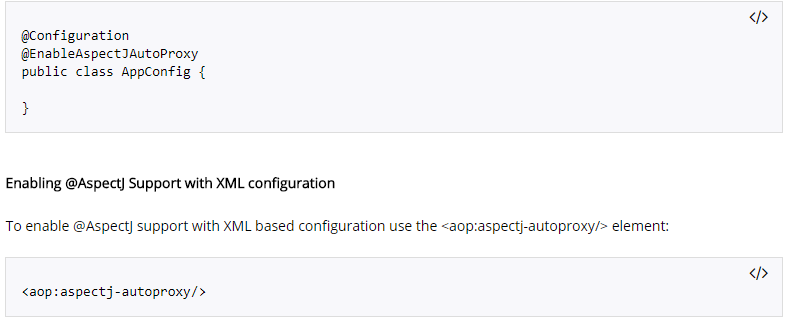 </>
@Configuration
@EnableAspectJAutoProxy
public class AppConfig {
}
Enabling @AspectJ Support with XML configuration
To enable @AspectJ support with XML based configuration use the <aop:aspectj-autoproxy/> element:
</>
<aop:aspectj-autoproxy/>